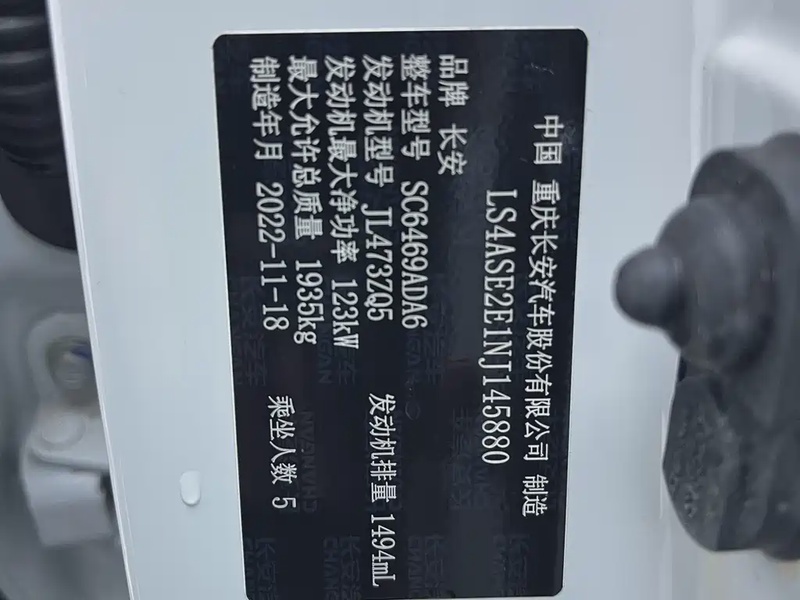 中国 重庆长安汽车股份有限公司 制造
LS4ASE2E1NJ145880
品牌 长安
整车型号 SC6469ADA6
发动机型号 JL473ZQ5 发动机排量 1494mL
发动机最大净功率 123kW
最大允许总质量 1935kg
制造年月 2022-11-18 乘坐人数 5